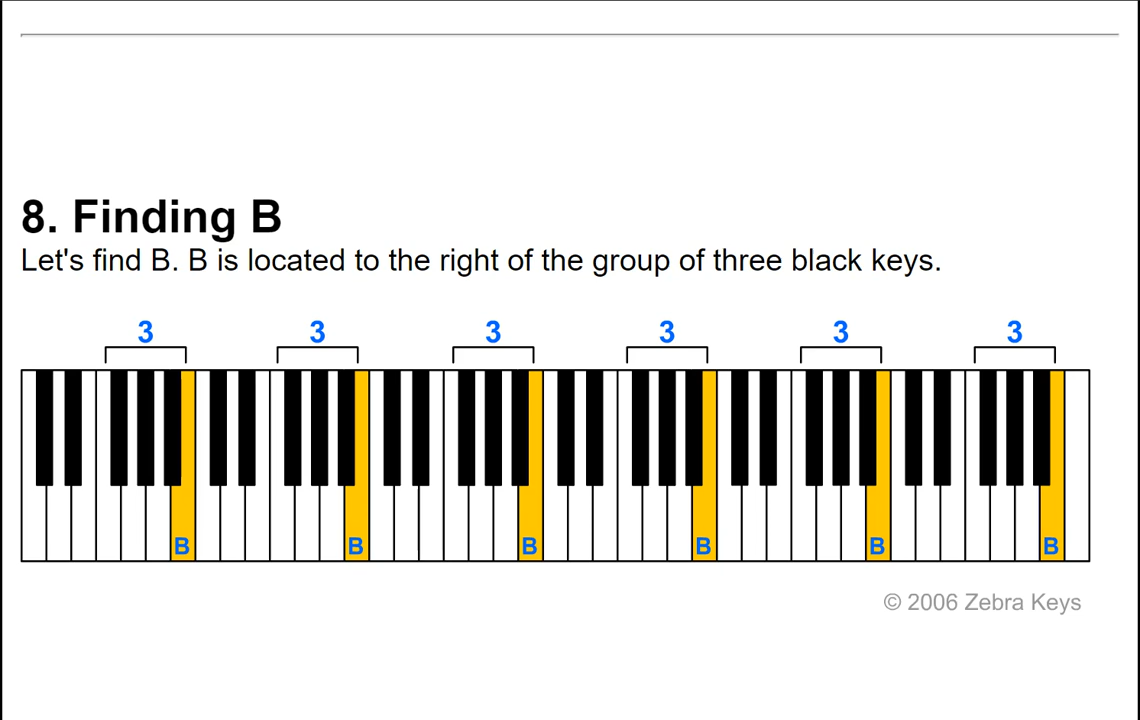 8. Finding B
Let's find B. B is located to the right of the group of three black keys.
3 3 3 3 3 3
B B B B B B
© 2006 Zebra Keys